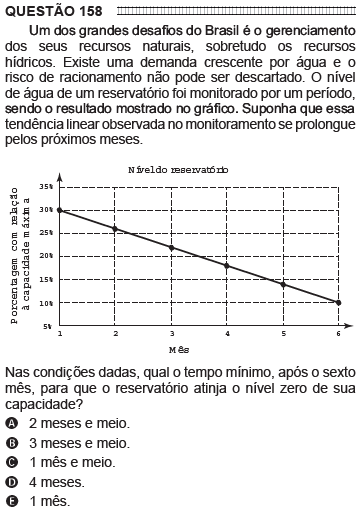 QUESTÃO 158
Um dos grandes desafios do Brasil é o gerenciamento
dos seus recursos naturais, sobretudo os recursos
hídricos. Existe uma demanda crescente por água e o
risco de racionamento não pode ser descartado. O nível
de água de um reservatório foi monitorado por um período,
sendo o resultado mostrado no gráfico. Suponha que essa
tendência linear observada no monitoramento se prolongue
pelos próximos meses.
Nível do reservatório
Porcentagem com relação
à capacidade máxima
35%
30%
25%
20%
15%
10%
5%
1 2 3 4 5 6
Mês
Nas condições dadas, qual o tempo mínimo, após o sexto
mês, para que o reservatório atinja o nível zero de sua
capacidade?
A 2 meses e meio.
B 3 meses e meio.
C 1 mês e meio.
D 4 meses.
E 1 mês.